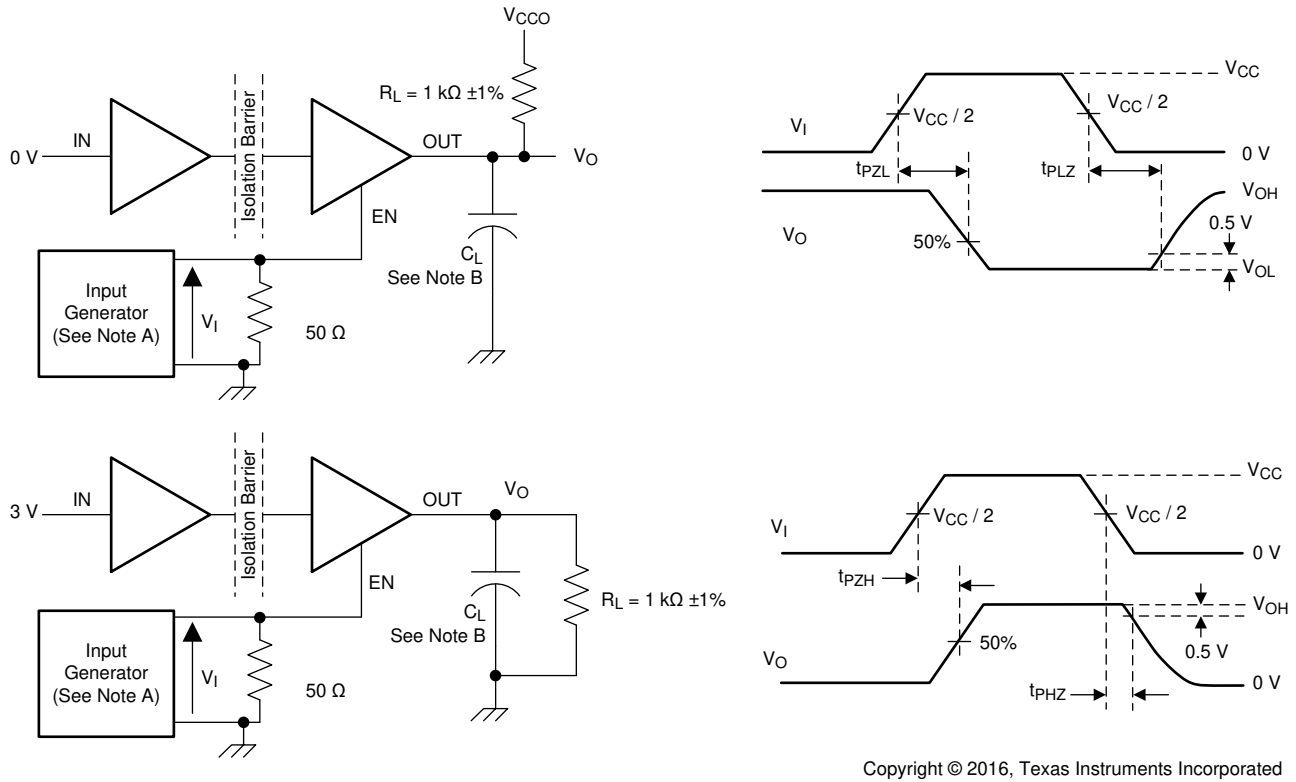 VCCO
RL = 1 kΩ ±1%
Isolation Barrier
0 V
IN
OUT
VO
EN
CL
See Note B
Input
Generator
(See Note A)
VI
50 Ω
VCC
VI
VCC / 2
VCC / 2
0 V
tPZL
tPLZ
VOH
0.5 V
VO
50%
VOL
Isolation Barrier
3 V
IN
OUT
VO
EN
CL
See Note B
RL = 1 kΩ ±1%
Input
Generator
(See Note A)
VI
50 Ω
VCC
VI
VCC / 2
VCC / 2
0 V
tPZH
VOH
0.5 V
VO
50%
0 V
tPHZ
Copyright © 2016, Texas Instruments Incorporated